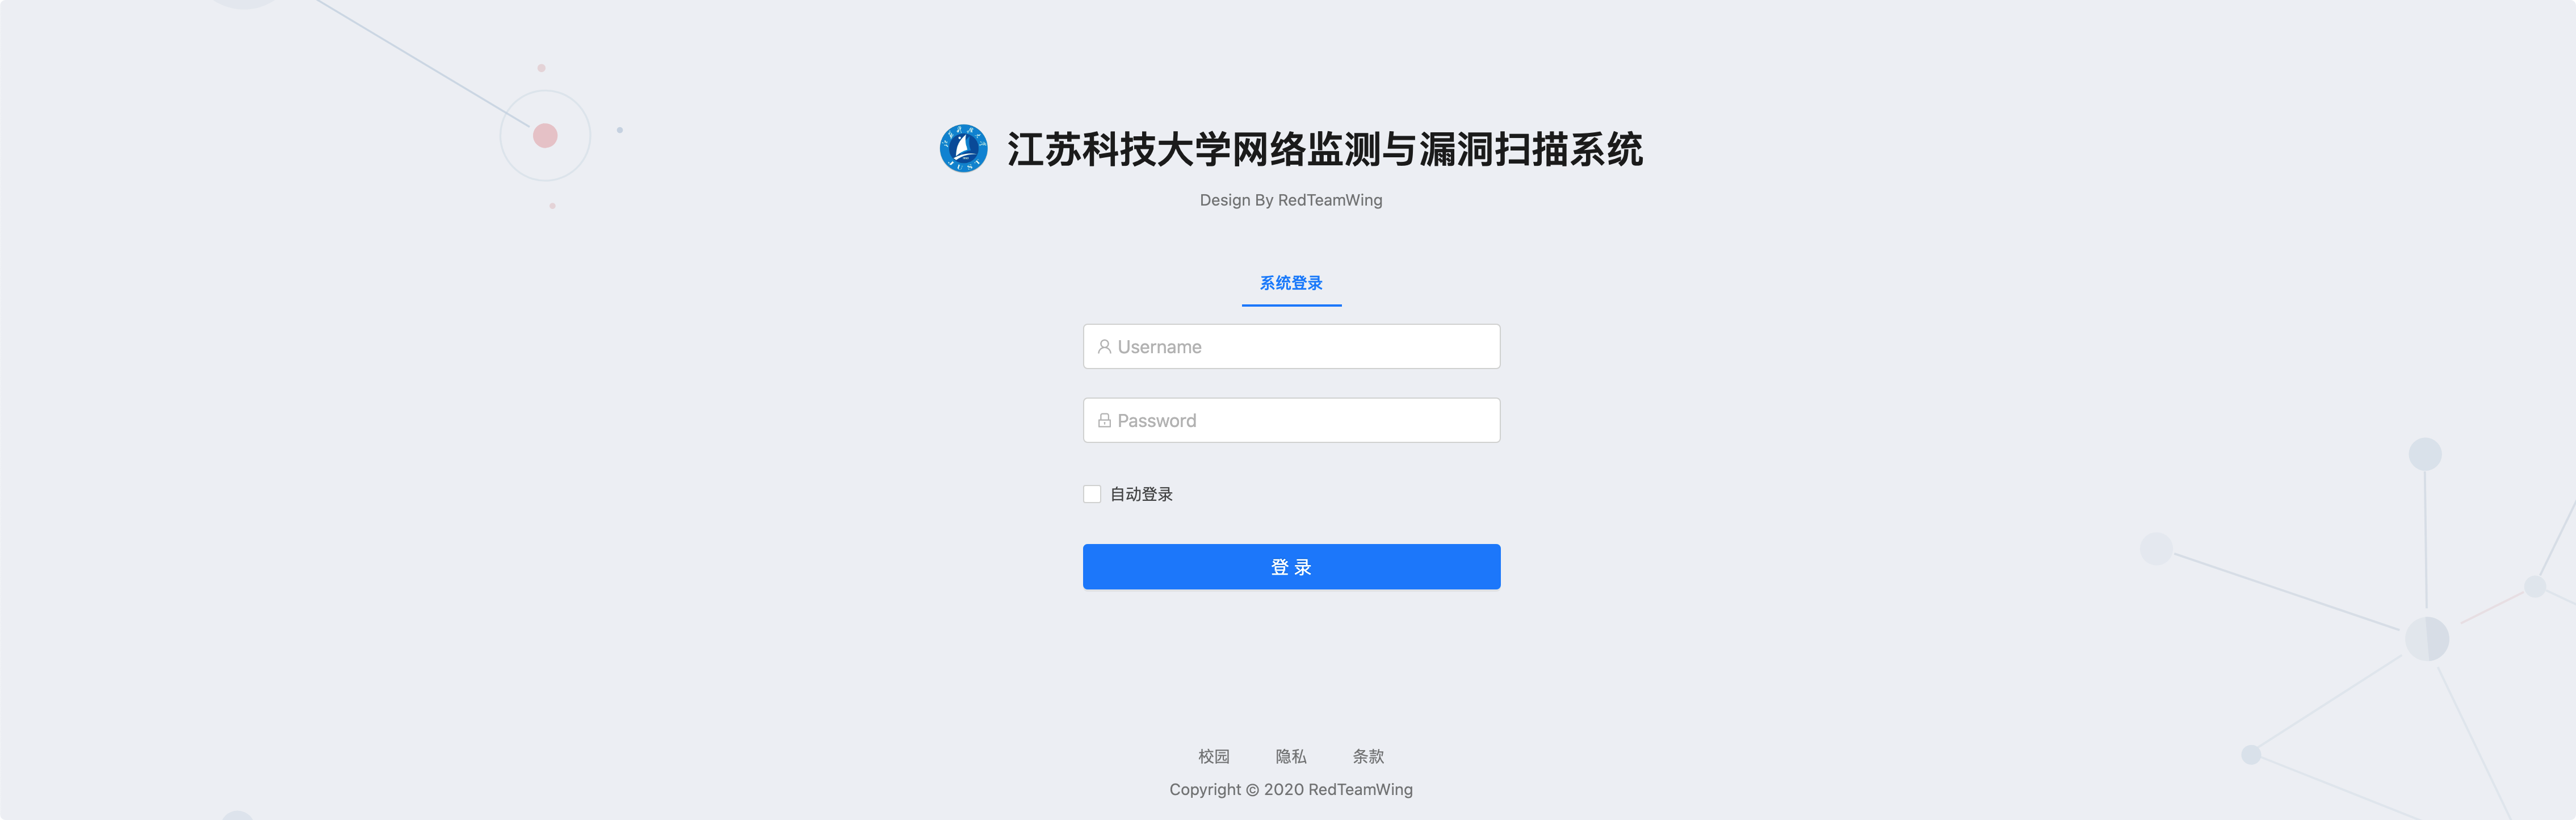 江苏科技大学网络监测与漏洞扫描系统
Design By RedTeamWing
系统登录
Username
Password
自动登录
登 录
校园 隐私 条款
Copyright © 2020 RedTeamWing